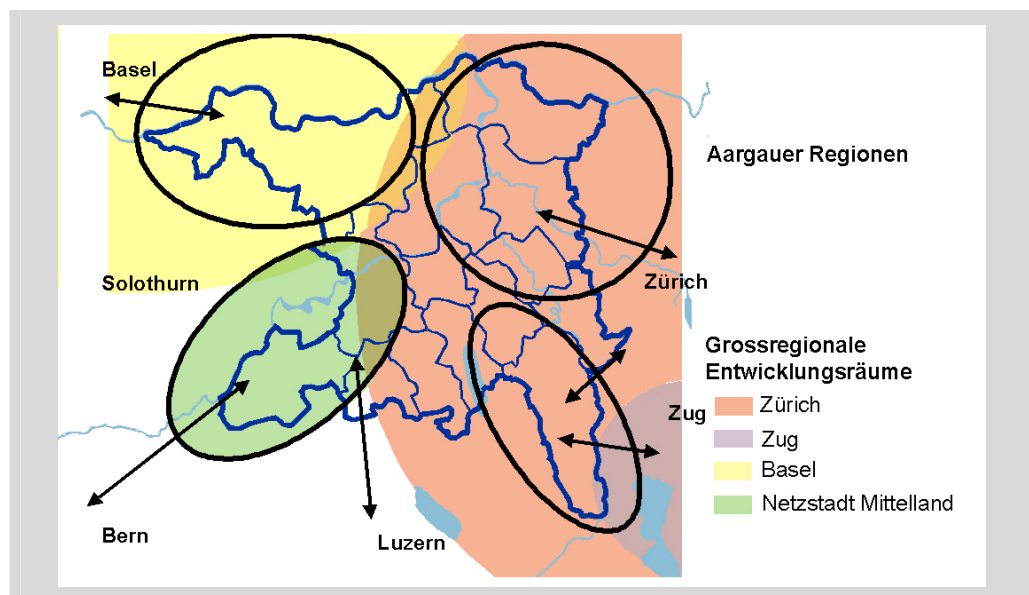 Basel
Aargauer Regionen
Solothurn
Zürich
Grossregionale
Entwicklungsräume
Zürich
Zug
Zug
Basel
Netzstadt Mittelland
Bern
Luzern